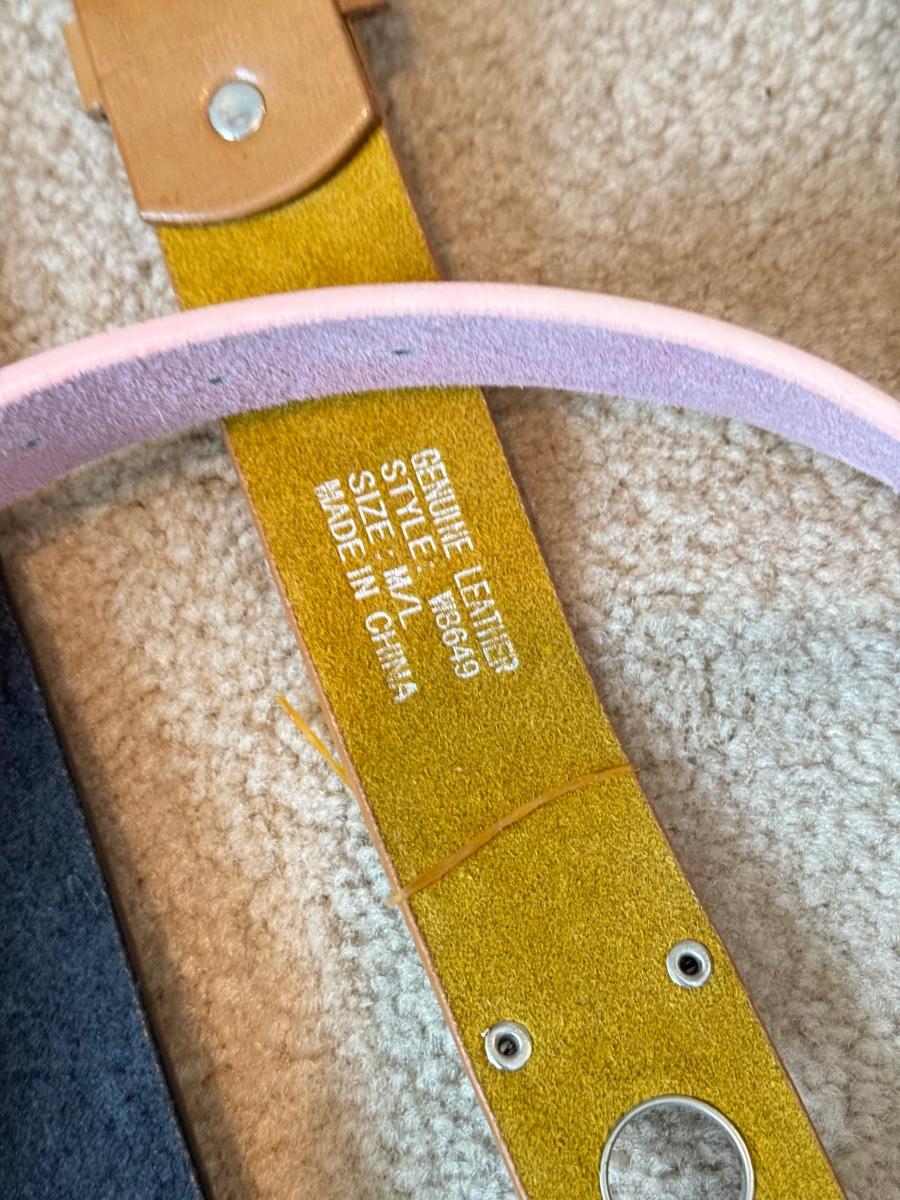 GENUINE LEATHER
STYLE: W8649
SIZE: M/L
MADE IN CHINA